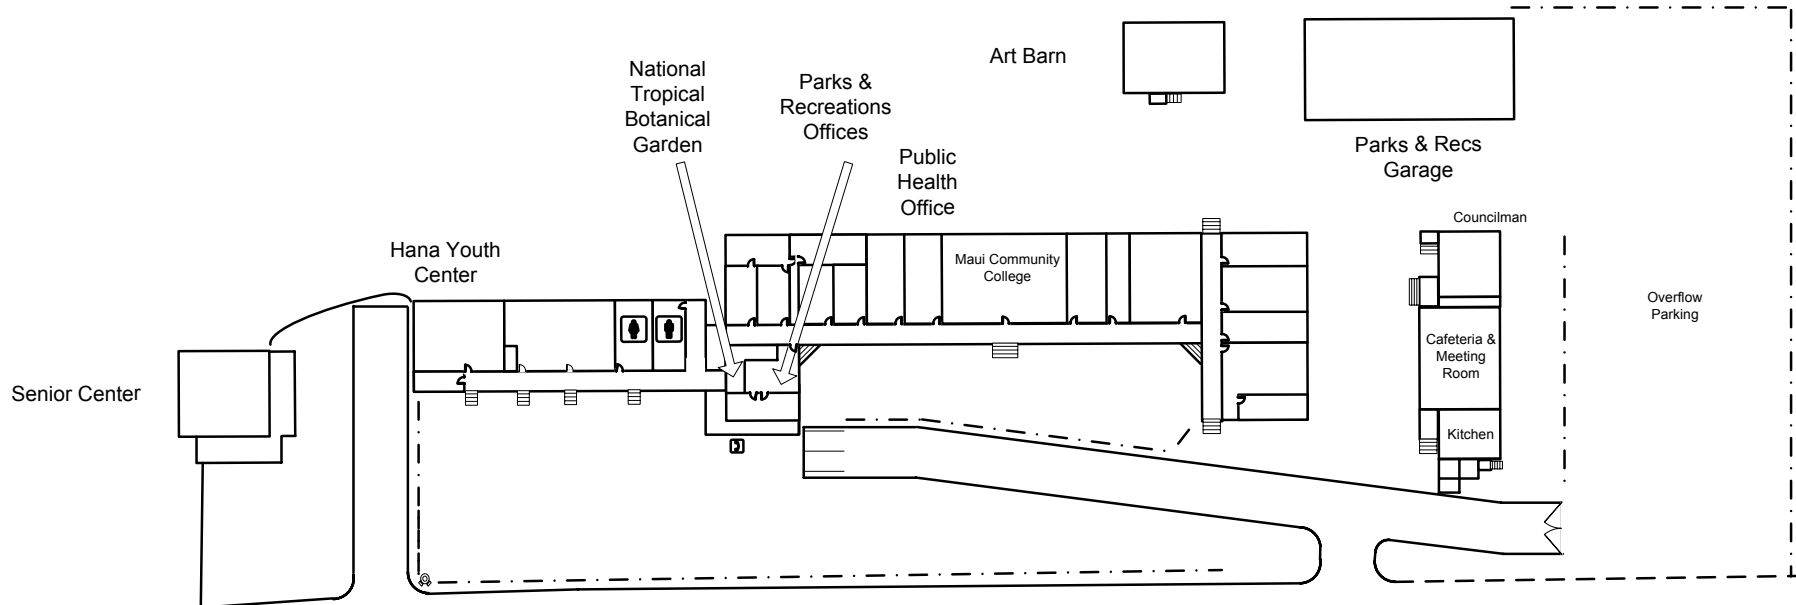 Art Barn
National
Tropical
Botanical
Garden
Parks &
Recreations
Offices
Public
Health
Office
Parks & Recs
Garage
Councilman
Hana Youth
Center
Maui Community
College
Overflow
Parking
Cafeteria &
Meeting
Room
Senior Center
Kitchen